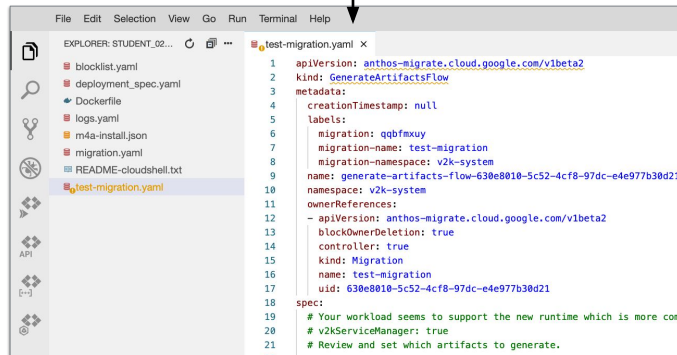 File Edit Selection View Go Run Terminal Help
EXPLORER: STUDENT_02...
blocklist.yaml
deployment_spec.yaml
Dockerfile
logs.yaml
m4a-install.json
migration.yaml
README-cloudshell.txt
test-migration.yaml
API
test-migration.yaml ×
1 apiVersion: anthos-migrate.cloud.google.com/v1beta2
2 kind: GenerateArtifactsFlow
3 metadata:
4 creationTimestamp: null
5 labels:
6 migration: qqbfmxuy
7 migration-name: test-migration
8 migration-namespace: v2k-system
9 name: generate-artifacts-flow-630e8010-5c52-4cf8-97dc-e4e977b30d21
10 namespace: v2k-system
11 ownerReferences:
12 - apiVersion: anthos-migrate.cloud.google.com/v1beta2
13 blockOwnerDeletion: true
14 controller: true
15 kind: Migration
16 name: test-migration
17 uid: 630e8010-5c52-4cf8-97dc-e4e977b30d21
18 spec:
19 # Your workload seems to support the new runtime which is more com
20 # v2kServiceManager: true
21 # Review and set which artifacts to generate.